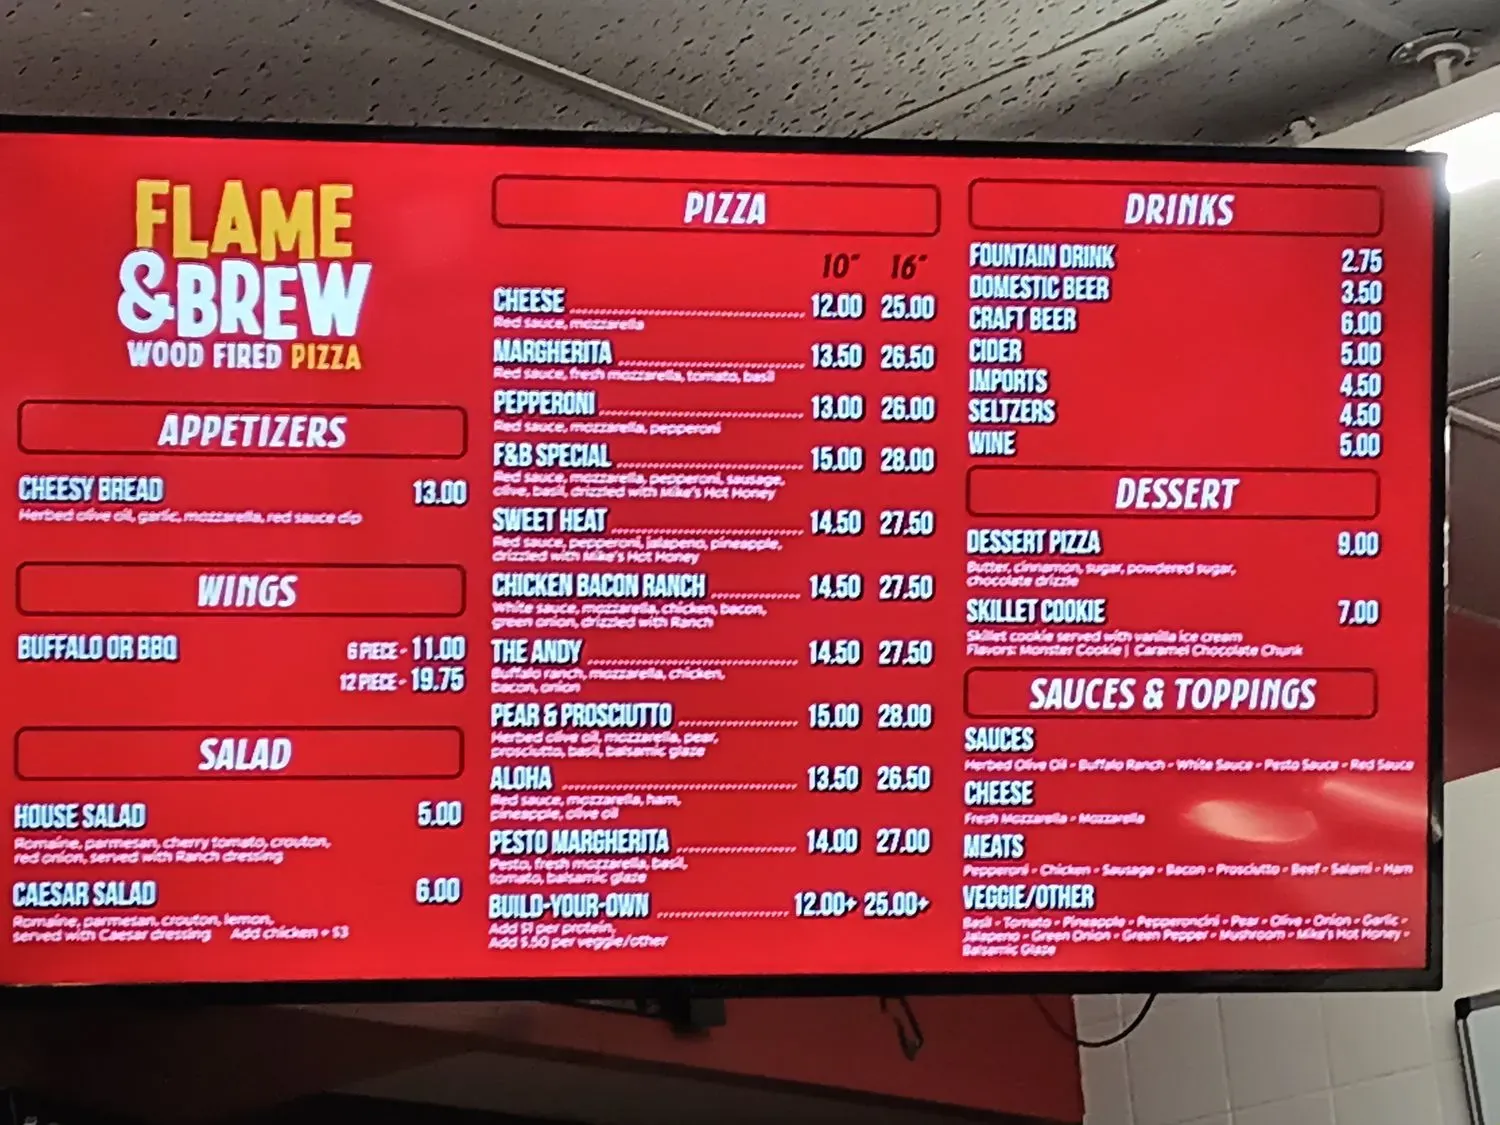 FLAME
&BREW
WOOD FIRED PIZZA
APPETIZERS
CHEESY BREAD 13.00
Herbed olive oil, garlic, mozzarella, red sauce dip
WINGS
BUFFALO OR BBQ 6 PIECE - 11.00
12 PIECE - 19.75
SALAD
HOUSE SALAD 5.00
Romaine, parmesan, cherry tomato, crouton,
red onion, served with Ranch dressing
CAESAR SALAD 6.00
Romaine, parmesan, crouton, lemon,
served with Caesar dressing Add chicken + $3
PIZZA
10" 16"
CHEESE 12.00 25.00
Red sauce, mozzarella
MARGHERITA 13.50 26.50
Red sauce, fresh mozzarella, tomato, basil
PEPPERONI 13.00 26.00
Red sauce, mozzarella, pepperoni
F&B SPECIAL 15.00 28.00
Red sauce, mozzarella, pepperoni, sausage,
olive, basil, drizzled with Mike's Hot Honey
SWEET HEAT 14.50 27.50
Red sauce, pepperoni, jalapeno, pineapple,
drizzled with Mike's Hot Honey
CHICKEN BACON RANCH 14.50 27.50
White sauce, mozzarella, chicken, bacon,
green onion, drizzled with Ranch
THE ANDY 14.50 27.50
Buffalo ranch, mozzarella, chicken,
bacon, onion
PEAR & PROSCIUTTO 15.00 28.00
Herbed olive oil, mozzarella, pear,
prosciutto, basil, balsamic glaze
ALOHA 13.50 26.50
Red sauce, mozzarella, ham,
pineapple, olive oil
PESTO MARGHERITA 14.00 27.00
Pesto, fresh mozzarella, basil,
tomato, balsamic glaze
BUILD-YOUR-OWN 12.00+ 25.00+
Add $1 per protein,
Add $.50 per veggie/other
DRINKS
FOUNTAIN DRINK 2.75
DOMESTIC BEER 3.50
CRAFT BEER 6.00
CIDER 5.00
IMPORTS 4.50
SELTZERS 4.50
WINE 5.00
DESSERT
DESSERT PIZZA 9.00
Butter, cinnamon, sugar, powdered sugar,
chocolate drizzle
SKILLET COOKIE 7.00
Skillet cookie served with vanilla ice cream
Flavors: Monster Cookie | Caramel Chocolate Chunk
SAUCES & TOPPINGS
SAUCES
Herbed Olive Oil - Buffalo Ranch - White Sauce - Pesto Sauce - Red Sauce
CHEESE
Fresh Mozzarella - Mozzarella
MEATS
Pepperoni - Chicken - Sausage - Bacon - Prosciutto - Beef - Salami - Ham
VEGGIE/OTHER
Basil - Tomato - Pineapple - Pepperoncini - Pear - Olive - Onion - Garlic -
Jalapeno - Green Onion - Green Pepper - Mushroom - Mike's Hot Honey -
Balsamic Glaze